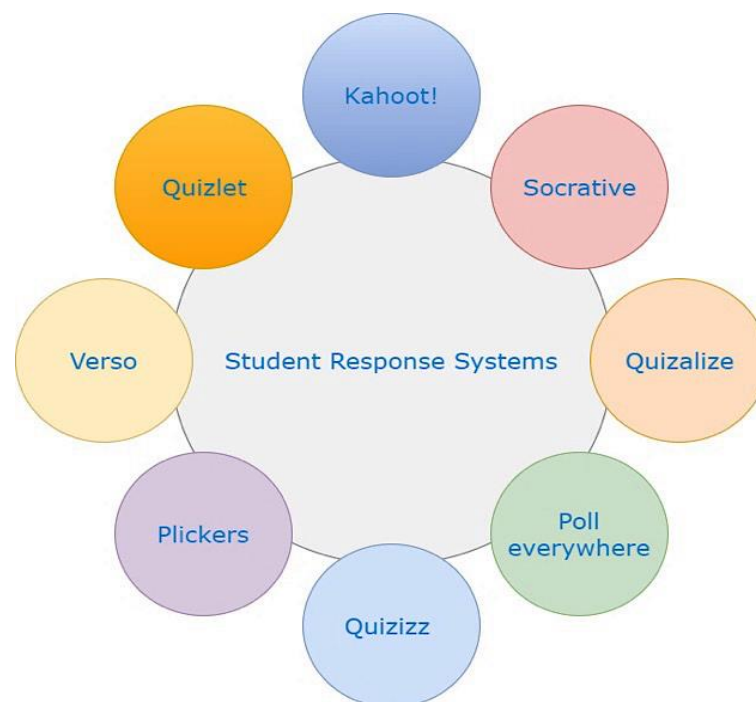 Kahoot!
Socrative
Quizalize
Poll
everywhere
Quizizz
Plickers
Verso
Quizlet
Student Response Systems